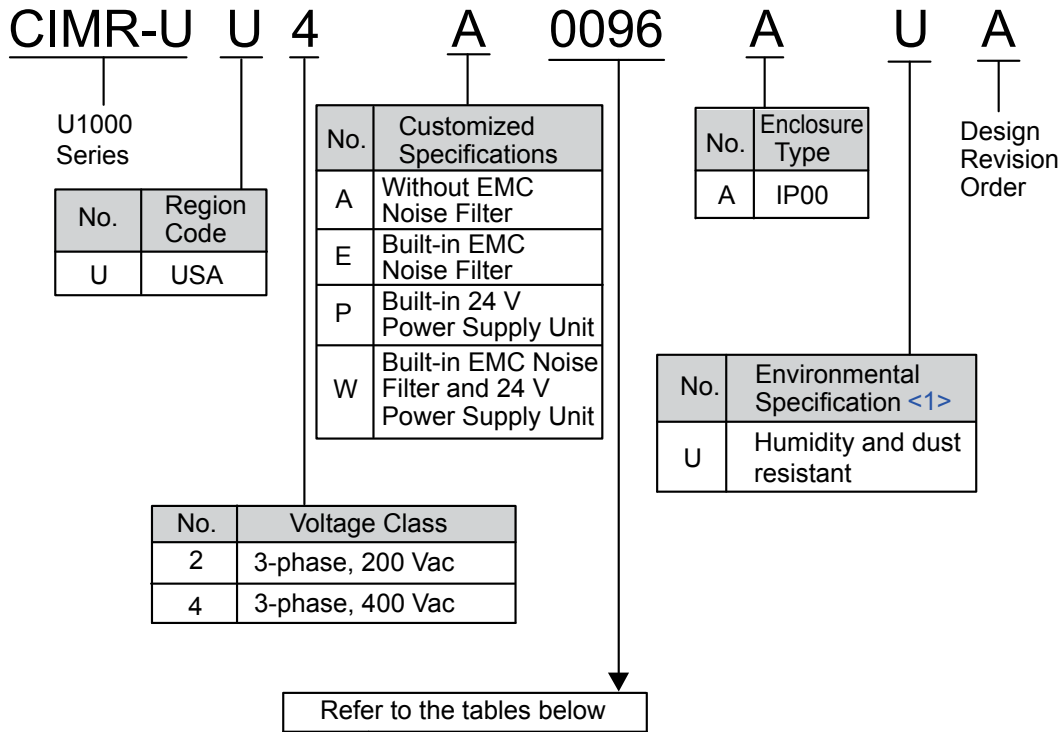 CIMR-U U 4 A 0096 A U A
U1000
Series
No. Region
Code
U USA
No. Customized
Specifications
A Without EMC
Noise Filter
E Built-in EMC
Noise Filter
P Built-in 24 V
Power Supply Unit
W Built-in EMC Noise
Filter and 24 V
Power Supply Unit
No. Enclosure
Type
A IP00
Design
Revision
Order
No. Environmental
Specification <1>
U Humidity and dust
resistant
No. Voltage Class
2 3-phase, 200 Vac
4 3-phase, 400 Vac
Refer to the tables below